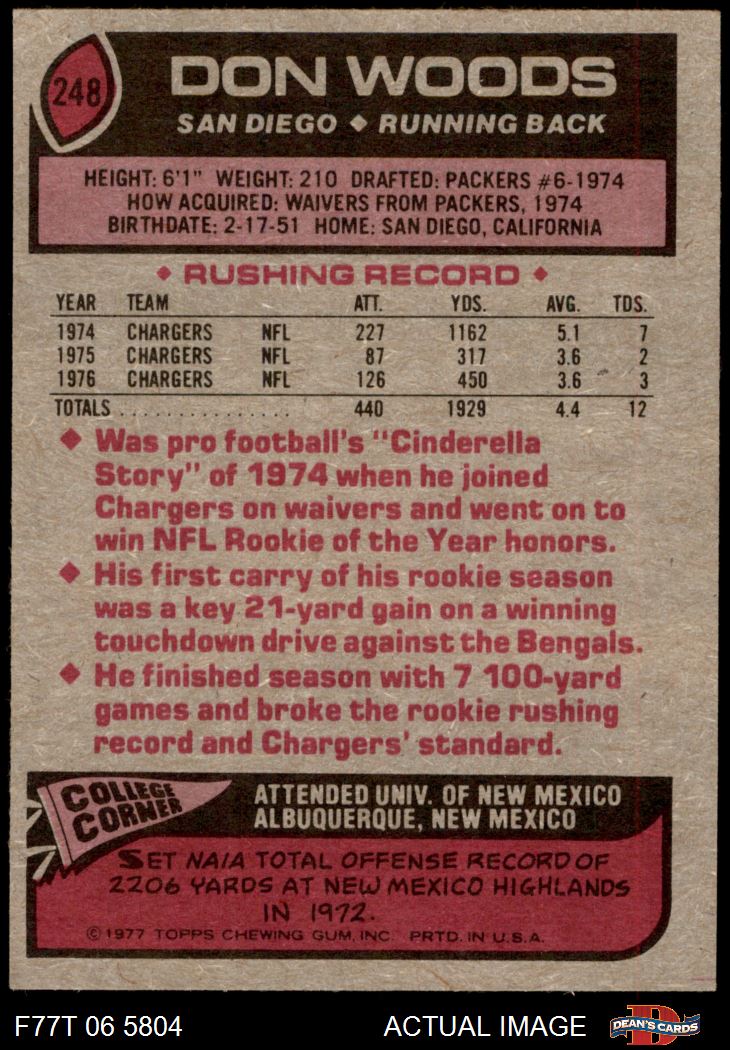 248
DON WOODS
SAN DIEGO ◆ RUNNING BACK
HEIGHT: 6'1" WEIGHT: 210 DRAFTED: PACKERS #6-1974
HOW ACQUIRED: WAIVERS FROM PACKERS, 1974
BIRTHDATE: 2-17-51 HOME: SAN DIEGO, CALIFORNIA
◆ RUSHING RECORD ◆
YEAR TEAM ATT. YDS. AVG. TDS.
1974 CHARGERS NFL 227 1162 5.1 7
1975 CHARGERS NFL 87 317 3.6 2
1976 CHARGERS NFL 126 450 3.6 3
TOTALS . . . . . . . . . . . . . . . . 440 1929 4.4 12
◆ Was pro football's "Cinderella
Story" of 1974 when he joined
Chargers on waivers and went on to
win NFL Rookie of the Year honors.
◆ His first carry of his rookie season
was a key 21-yard gain on a winning
touchdown drive against the Bengals.
◆ He finished season with 7 100-yard
games and broke the rookie rushing
record and Chargers' standard.
COLLEGE
CORNER
ATTENDED UNIV. OF NEW MEXICO
ALBUQUERQUE, NEW MEXICO
SET NAIA TOTAL OFFENSE RECORD OF
2206 YARDS AT NEW MEXICO HIGHLANDS
IN 1972.
© 1977 TOPPS CHEWING GUM, INC. PRTD. IN U.S.A.
F77T 06 5804 ACTUAL IMAGE
D
DEAN'S CARDS